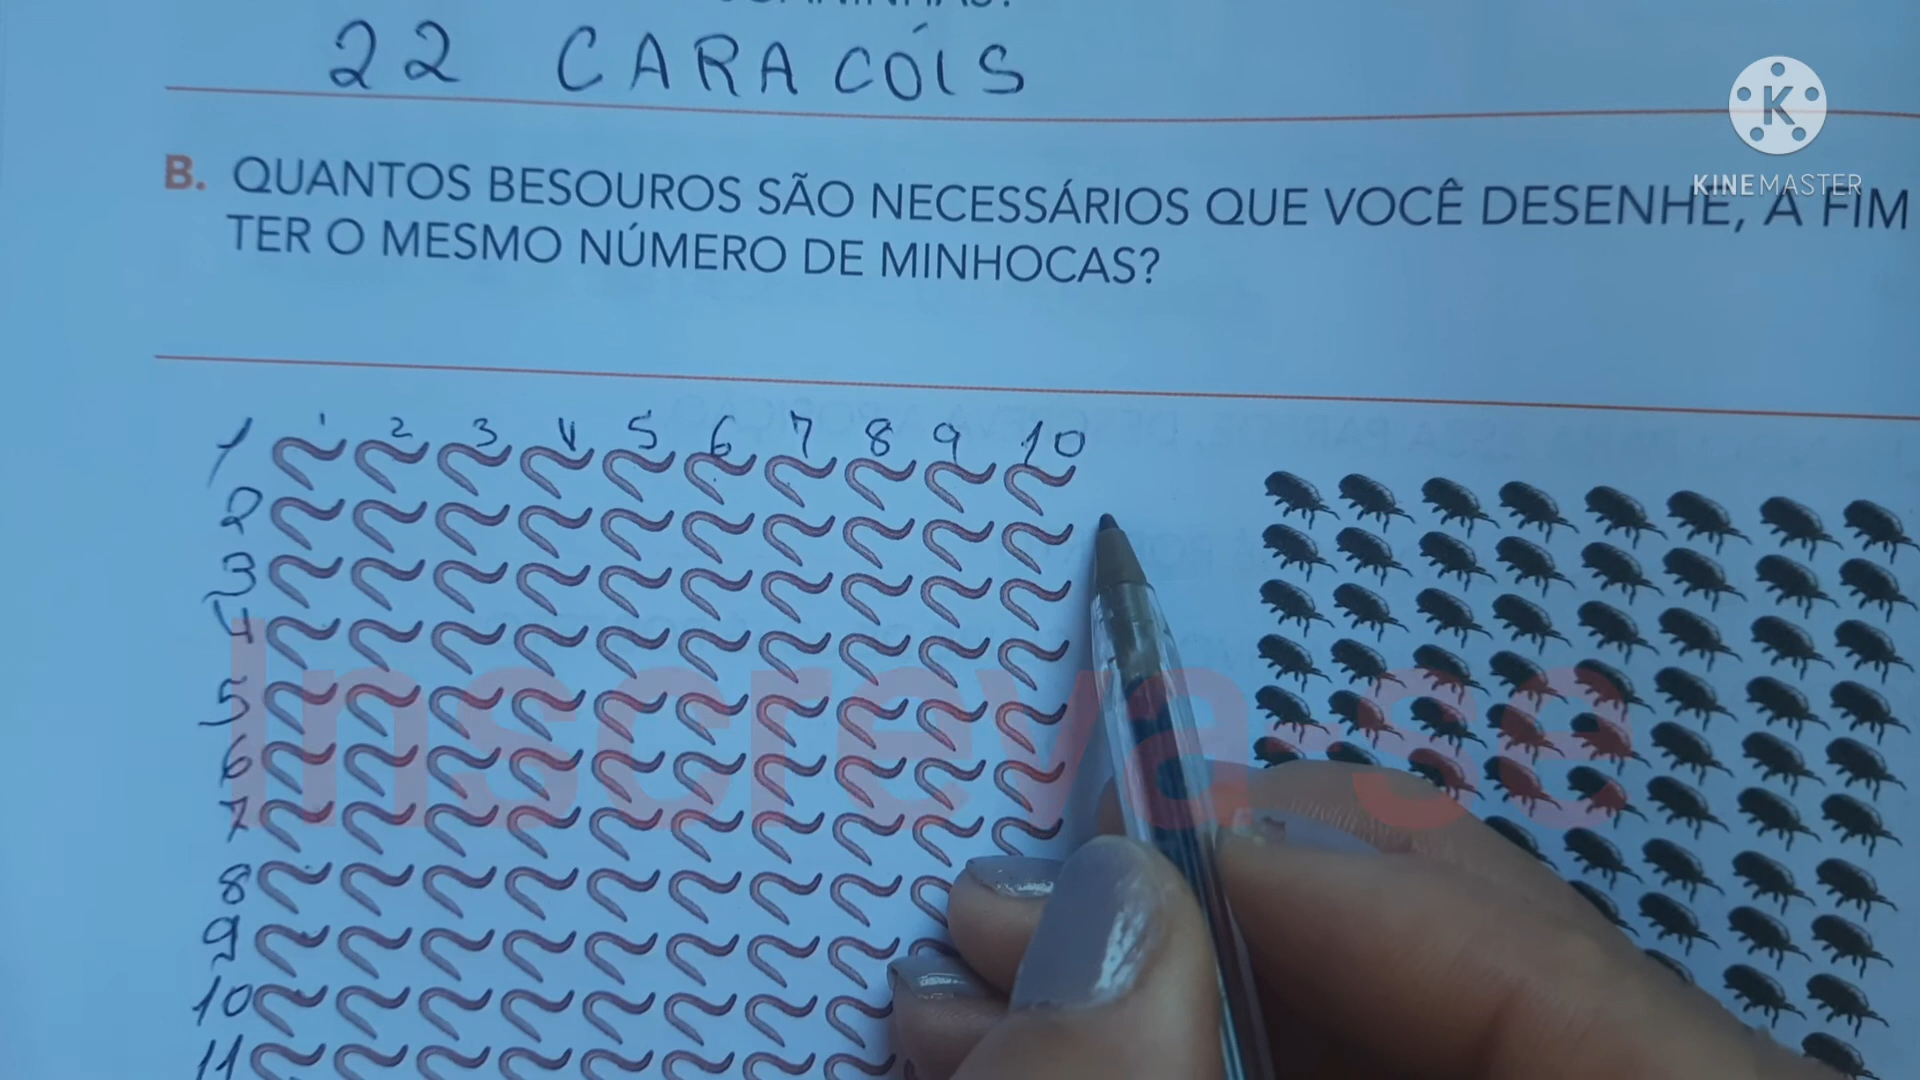 22 CARACÓIS
K
KINEMASTER
B. QUANTOS BESOUROS SÃO NECESSÁRIOS QUE VOCÊ DESENHE, A FIM
TER O MESMO NÚMERO DE MINHOCAS?
1 2 3 4 5 6 7 8 9 10
1
2
3
4
5
6
7
8
9
10
11
Inscreva-se